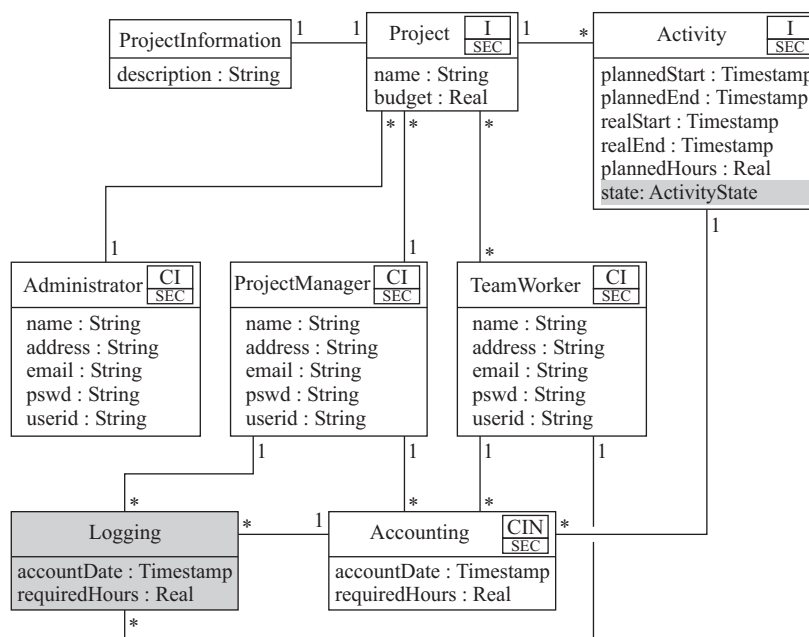 ProjectInformation
description : String
1
1
Project
I
SEC
name : String
budget : Real
1
*
Activity
I
SEC
plannedStart : Timestamp
plannedEnd : Timestamp
realStart : Timestamp
realEnd : Timestamp
plannedHours : Real
state: ActivityState
*
*
*
1
1
1
*
Administrator
CI
SEC
name : String
address : String
email : String
pswd : String
userid : String
ProjectManager
CI
SEC
name : String
address : String
email : String
pswd : String
userid : String
TeamWorker
CI
SEC
name : String
address : String
email : String
pswd : String
userid : String
1
1
1
1
*
*
*
Logging
accountDate : Timestamp
requiredHours : Real
*
1
Accounting
CIN
SEC
accountDate : Timestamp
requiredHours : Real
*
*